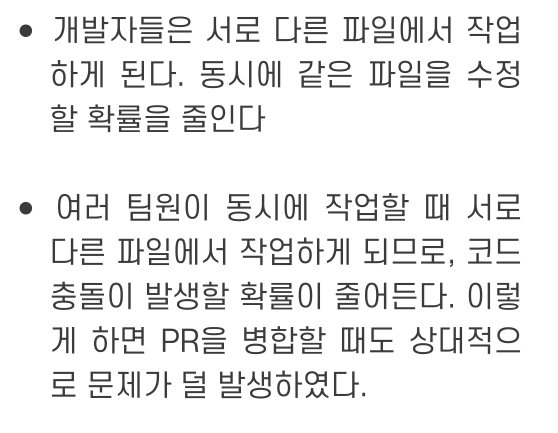 • 개발자들은 서로 다른 파일에서 작업
하게 된다. 동시에 같은 파일을 수정
할 확률을 줄인다
• 여러 팀원이 동시에 작업할 때 서로
다른 파일에서 작업하게 되므로, 코드
충돌이 발생할 확률이 줄어든다. 이렇
게 하면 PR을 병합할 때도 상대적으
로 문제가 덜 발생하였다.